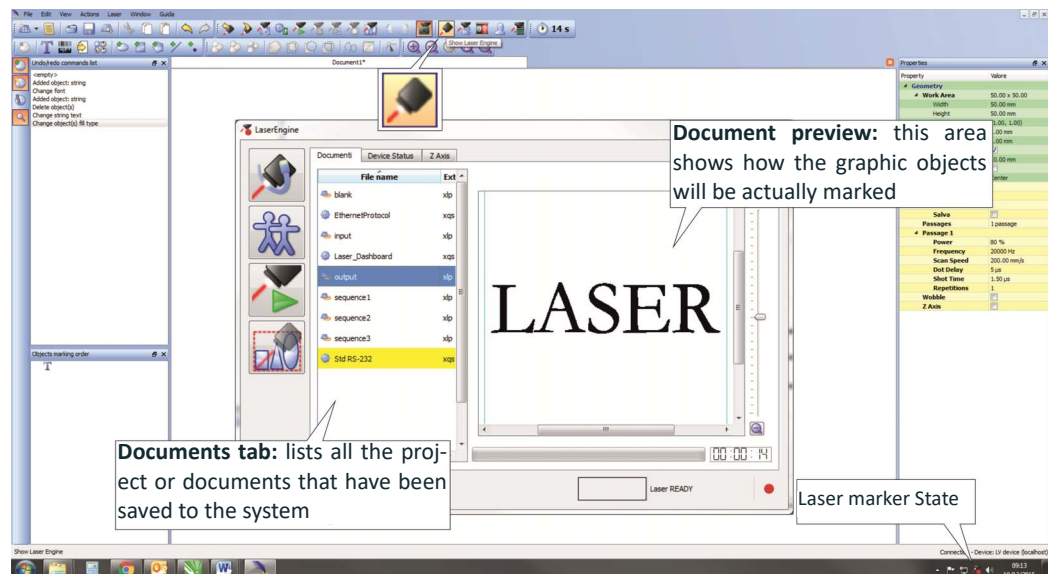 File Edit View Actions Laser Window Guida
14 s
Show Laser Engine
Undo/redo commands list
Document1*
Properties
<empty>
Added object: string
Change font
Added object: string
Delete object(s)
Change string text
Change object(s) fill type
Property Valore
Geometry
Work Area 50.00 x 50.00
Width 50.00 mm
Height 50.00 mm
Document preview: this area
shows how the graphic objects
will be actually marked
LaserEngine
Documenti Device Status Z Axis
File name Ext
blank xlp
EthernetProtocol xqs
input xlp
Laser_Dashboard xqs
output xlp
sequence1 xlp
sequence2 xlp
sequence3 xlp
Std RS-232 xqs
LASER
Salva
Passages 1 passage
Passage 1
Power 80 %
Frequency 20000 Hz
Scan Speed 200.00 mm/s
Dot Delay 5 µs
Shot Time 1.50 µs
Repetitions 1
Wobble
Z Axis
Objects marking order
T
Documents tab: lists all the proj-
ect or documents that have been
saved to the system
00:00:14
Laser READY
Laser marker State
Show Laser Engine
Device: LV device (localhost)
09:13